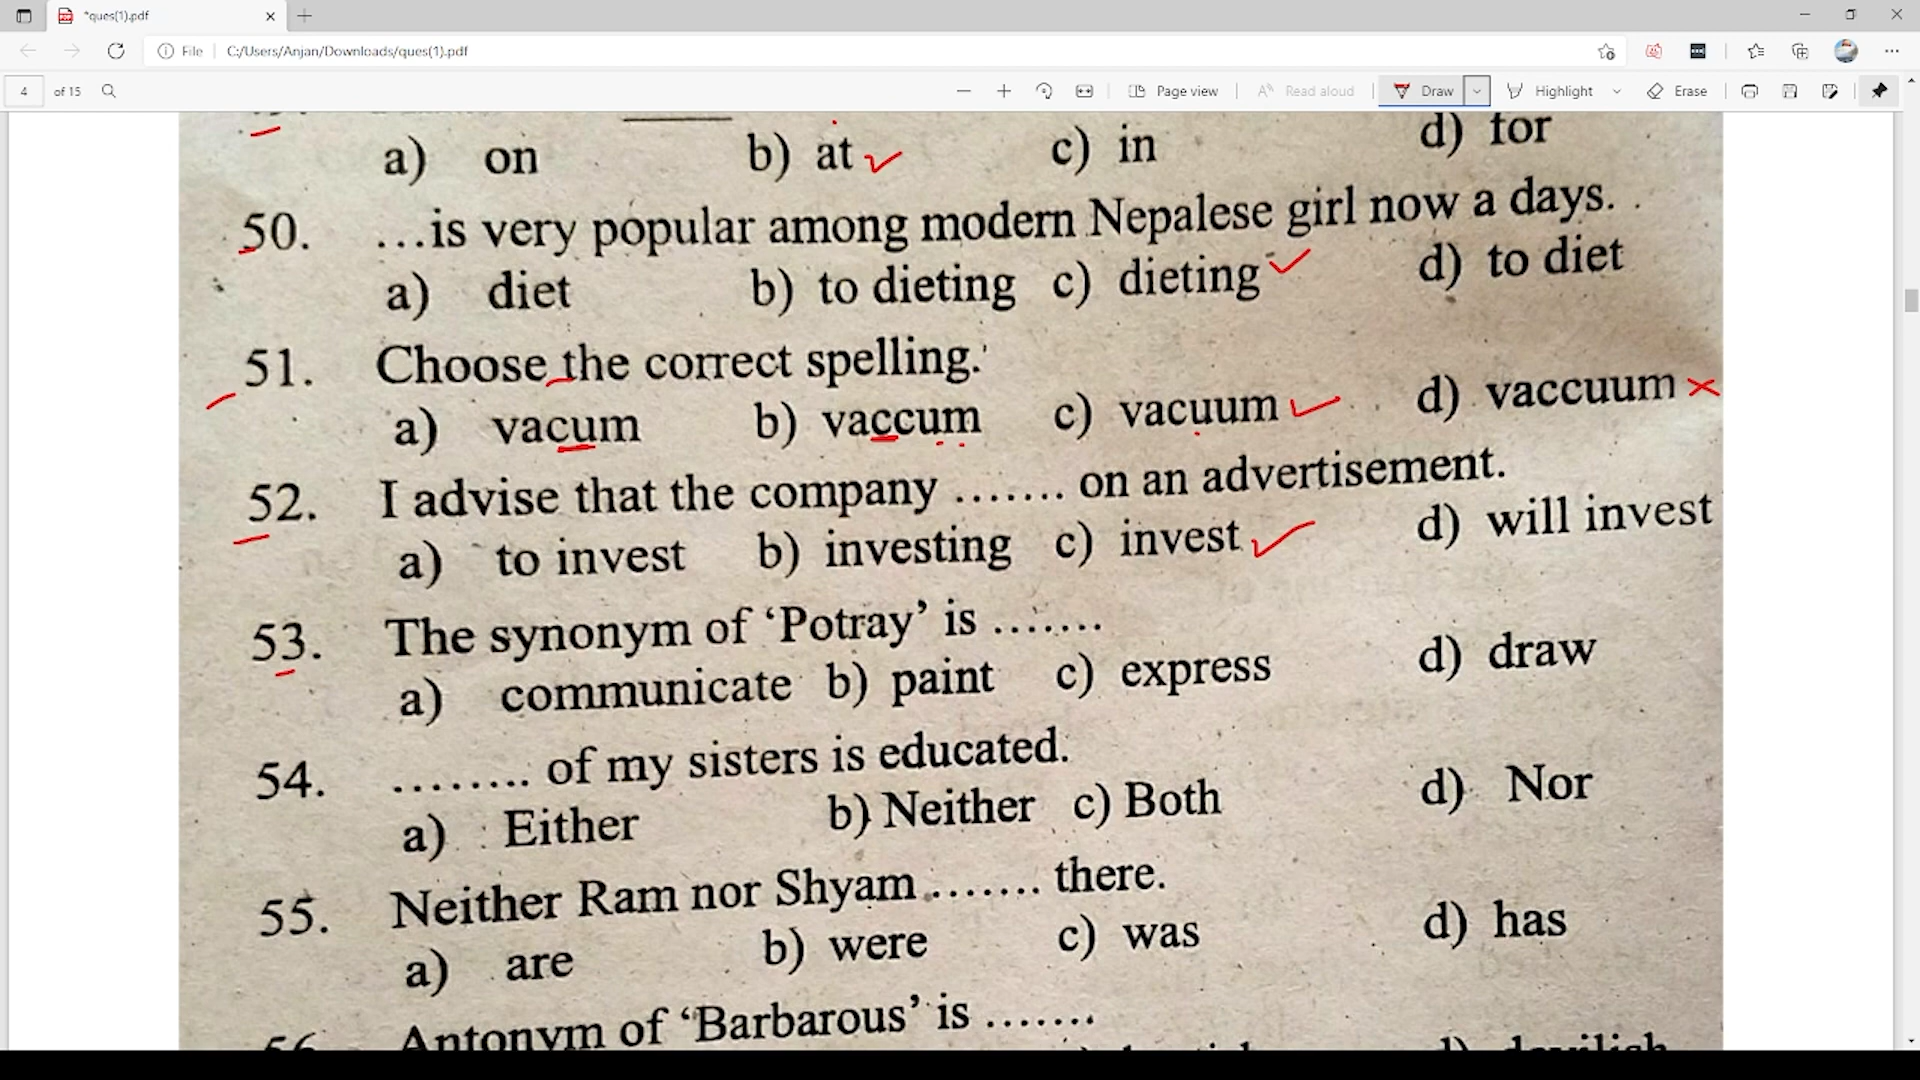 *ques(1).pdf
File C:/Users/Anjan/Downloads/ques(1).pdf
4 of 15 Page view Read aloud Draw Highlight Erase
a) on b) at c) in d) for
50. ...is very popular among modern Nepalese girl now a days.
a) diet b) to dieting c) dieting d) to diet
51. Choose the correct spelling.
a) vacum b) vaccum c) vacuum d) vaccuum
52. I advise that the company ....... on an advertisement.
a) to invest b) investing c) invest d) will invest
53. The synonym of ‘Potray’ is .......
a) communicate b) paint c) express d) draw
54. ........ of my sisters is educated.
a) Either b) Neither c) Both d) Nor
55. Neither Ram nor Shyam ....... there.
a) are b) were c) was d) has
56 Antonym of ‘Barbarous’ is .......
d) devilish